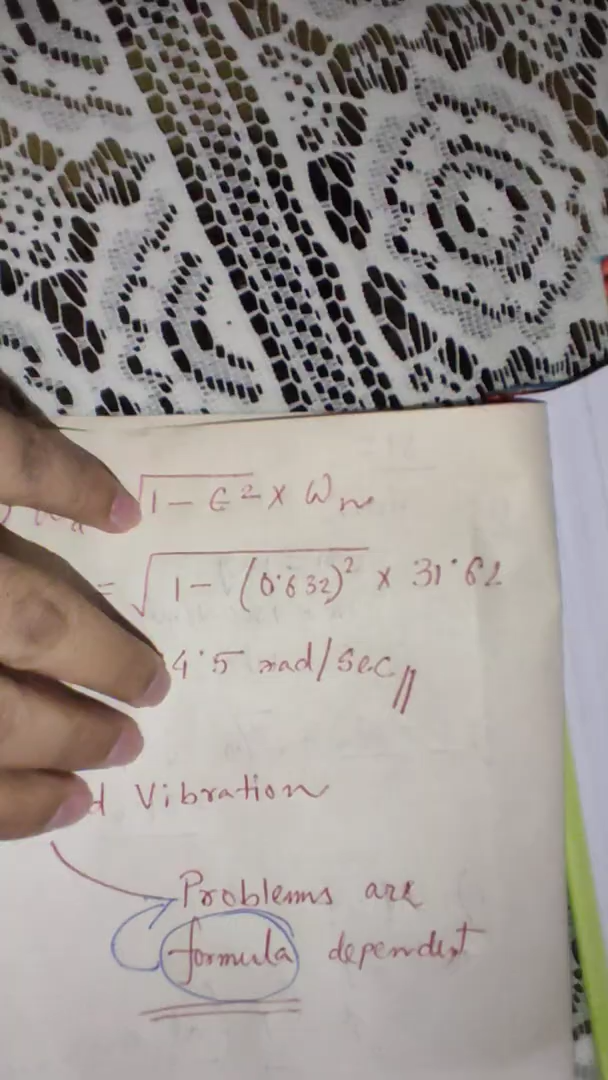 √1-ϵ² × ωn
= √1-(0.632)² × 31.62
4.5 rad/sec//
d Vibration
Problems are
formula dependent